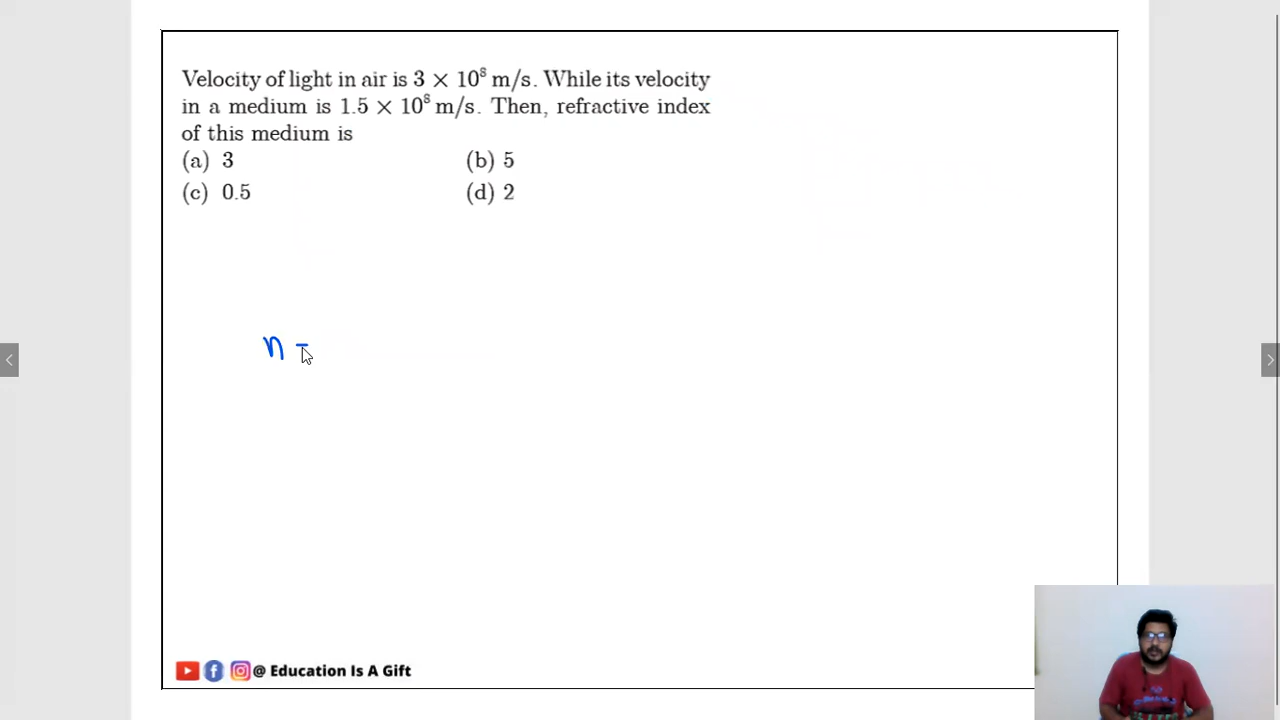 Velocity of light in air is 3 × 10⁸ m/s. While its velocity
in a medium is 1.5 × 10⁸ m/s. Then, refractive index
of this medium is
(a) 3 (b) 5
(c) 0.5 (d) 2
n -
@ Education Is A Gift